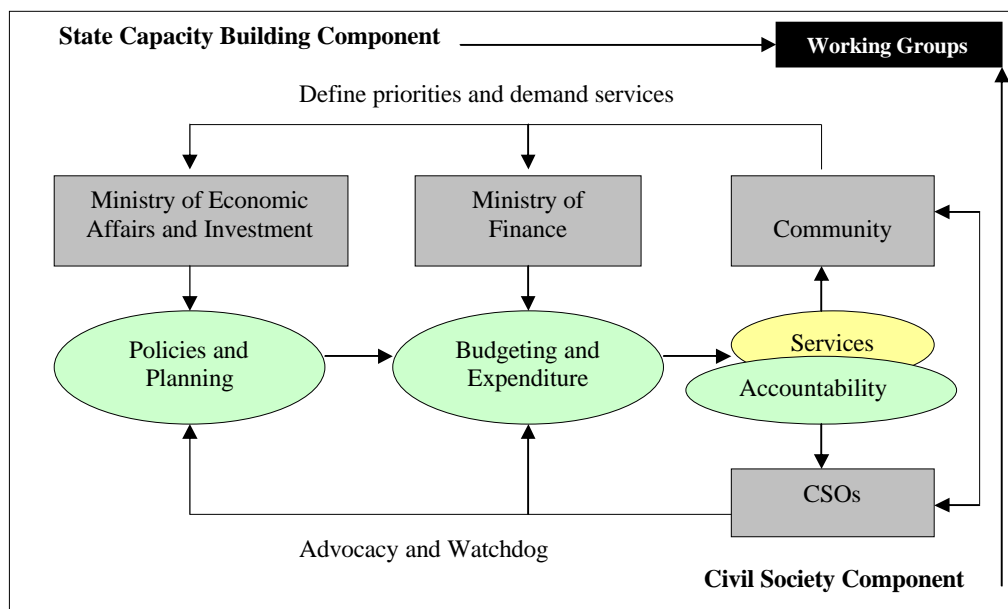 State Capacity Building Component
Working Groups
Define priorities and demand services
Ministry of Economic
Affairs and Investment
Ministry of
Finance
Community
Policies and
Planning
Budgeting and
Expenditure
Services
Accountability
CSOs
Advocacy and Watchdog
Civil Society Component